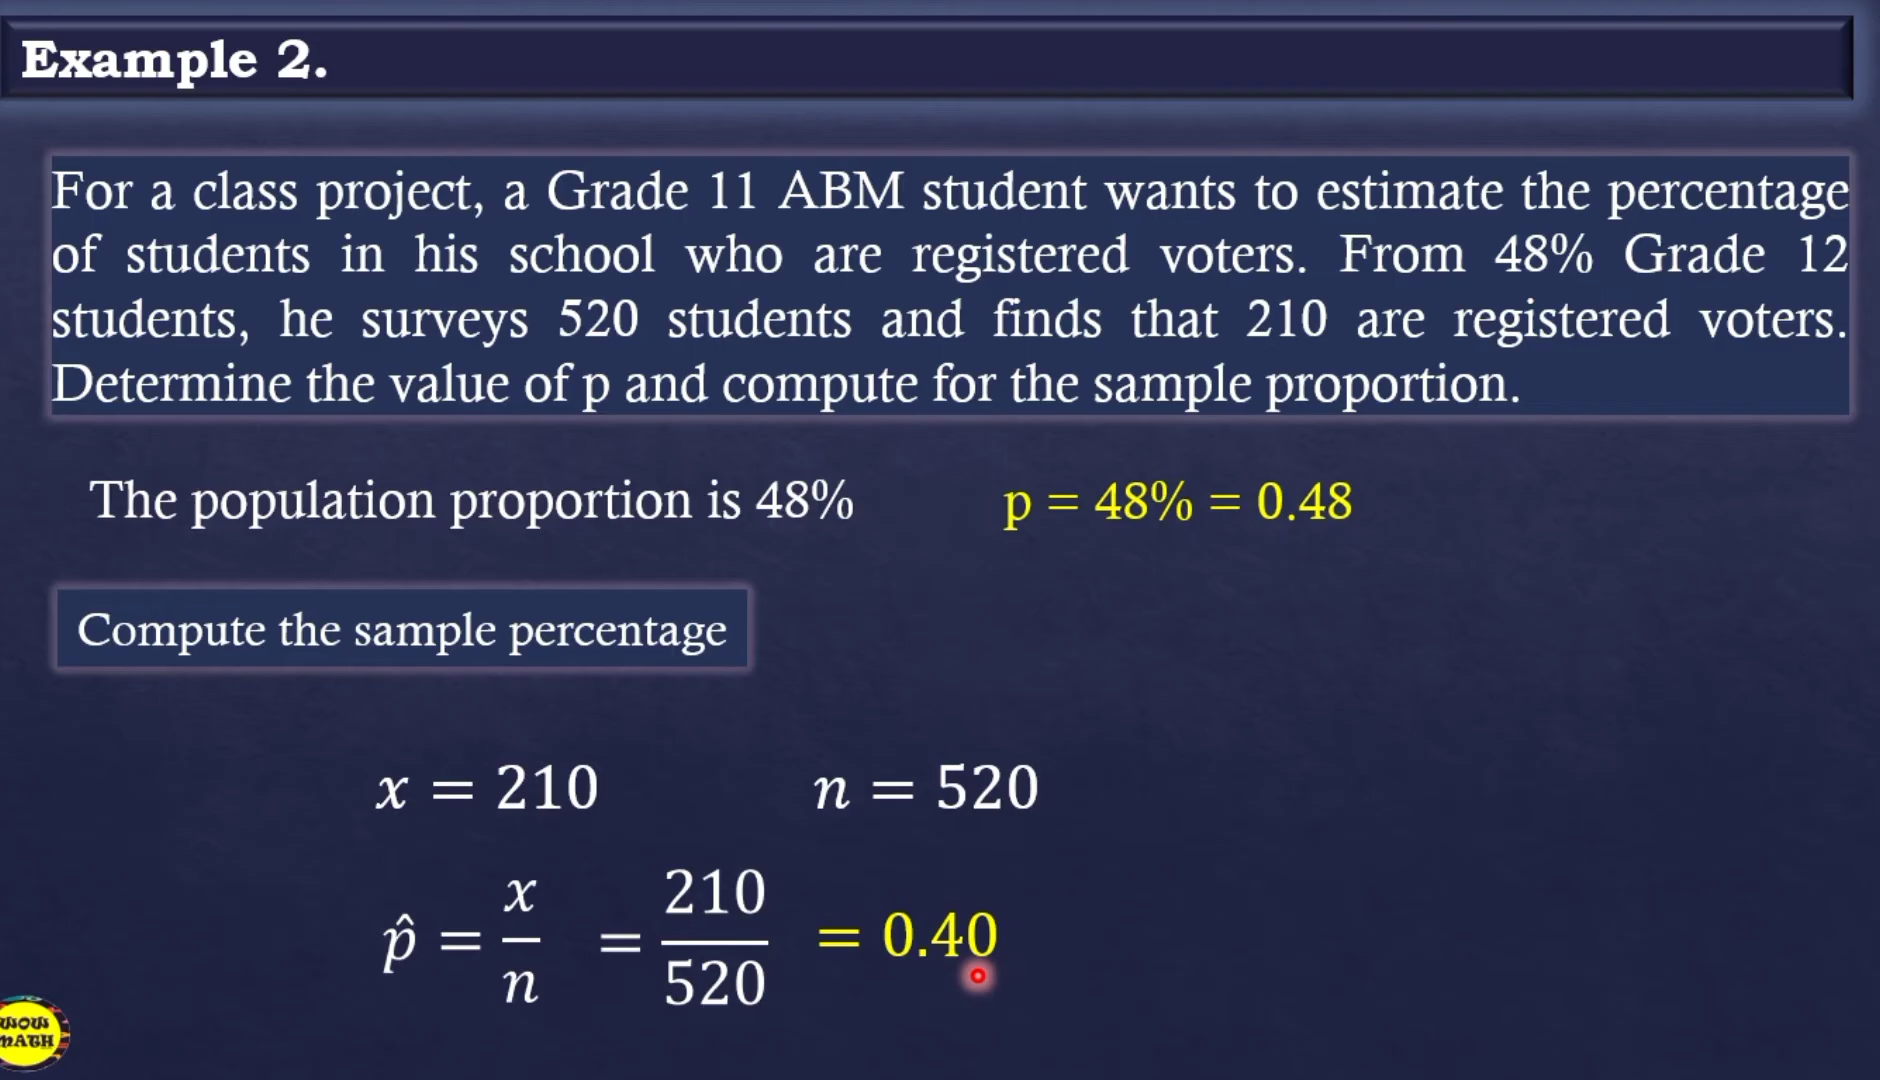 Example 2.
For a class project, a Grade 11 ABM student wants to estimate the percentage
of students in his school who are registered voters. From 48% Grade 12
students, he surveys 520 students and finds that 210 are registered voters.
Determine the value of p and compute for the sample proportion.
The population proportion is 48% p = 48% = 0.48
Compute the sample percentage
x = 210 n = 520
p̂ = x/n = 210/520 = 0.40
WOW
MATH